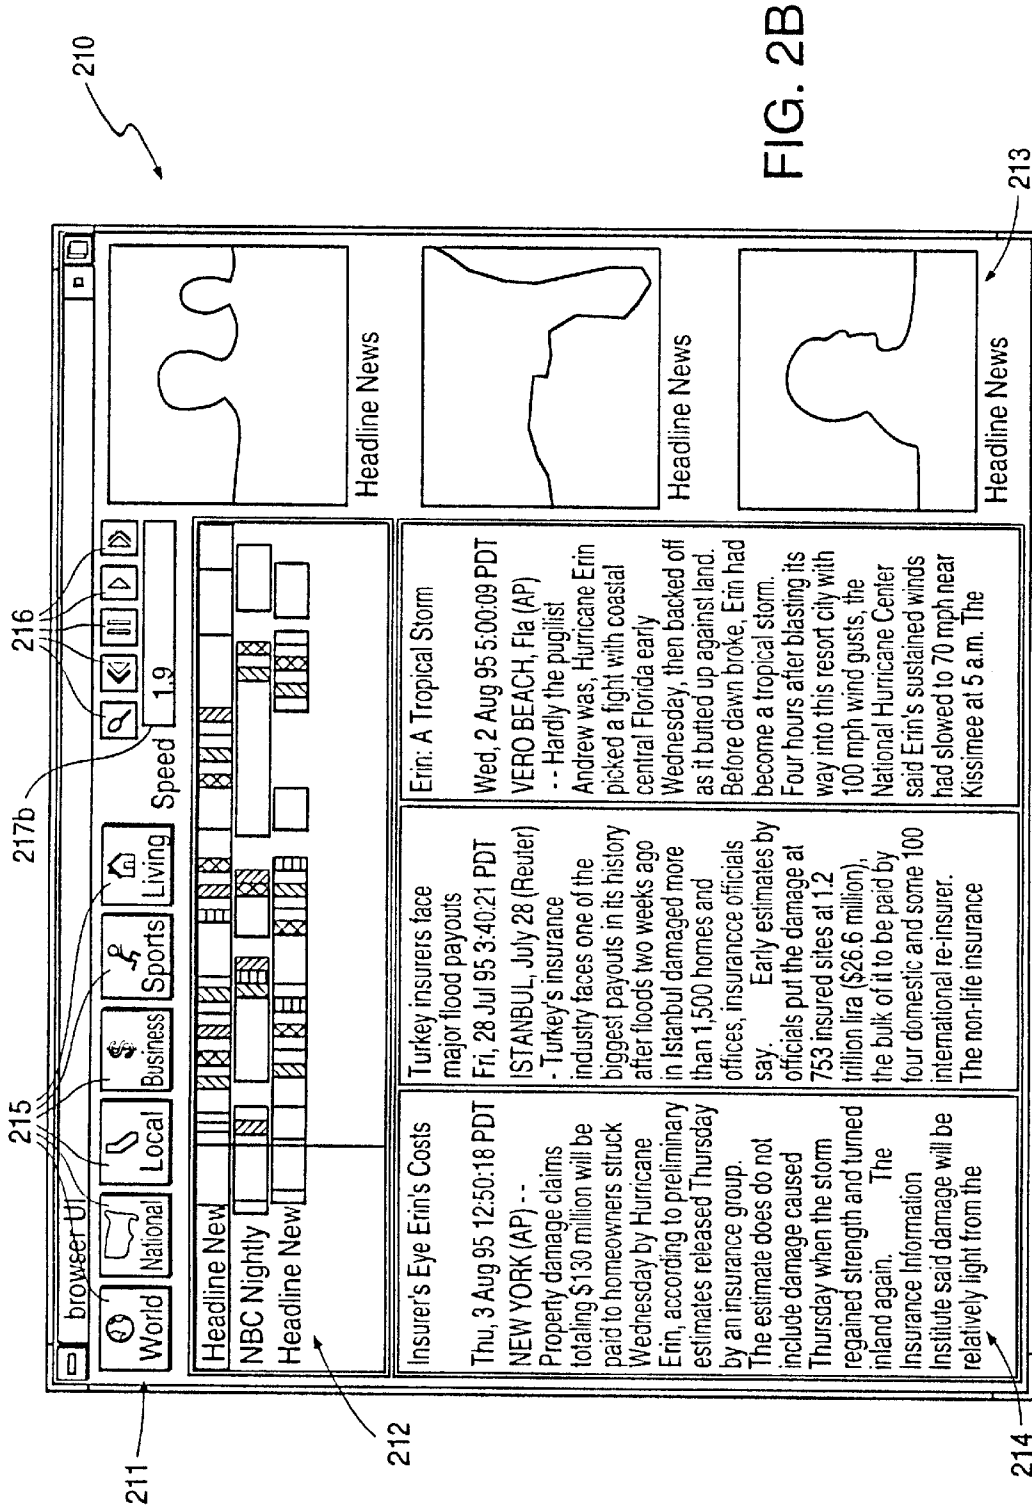 210
browser UI
211
215
216
217b
World
National
Local
Business
Sports
Living
Speed
1.9
Headline New
NBC Nightly
Headline New
212
Headline News
Headline News
Headline News
213
Insurer's Eye Erin's Costs
Thu, 3 Aug 95 12:50:18 PDT
NEW YORK (AP) - -
Property damage claims
totaling $130 million will be
paid to homeowners struck
Wednesday by Hurricane
Erin, according to preliminary
estimates released Thursday
by an insurance group.
The estimate does do not
include damage caused
Thursday when the storm
regained strength and turned
inland again. The
Insurance Information
Institute said damage will be
relatively light from the
214
Turkey insurers face
major flood payouts
Fri, 28 Jul 95 3:40:21 PDT
ISTANBUL, July 28 (Reuter)
- Turkey's insurance
industry faces one of the
biggest payouts in its history
after floods two weeks ago
in Istanbul damaged more
than 1,500 homes and
offices, insurancce officials
say. Early estimates by
officials put the damage at
753 insured sites at 1.2
trillion lira ($26.6 million),
the bulk of it to be paid by
four domestic and some 100
international re-insurer.
The non-life insurance
Erin: A Tropical Storm
Wed, 2 Aug 95 5:00:09 PDT
VERO BEACH, Fla (AP)
- - Hardly the pugilist
Andrew was, Hurricane Erin
picked a fight with coastal
central Florida early
Wednesday, then backed off
as it butted up against land.
Before dawn broke, Erin had
become a tropical storm.
Four hours after blasting its
way into this resort city with
100 mph wind gusts, the
National Hurricane Center
said Erin's sustained winds
had slowed to 70 mph near
Kissimee at 5 a.m. The
FIG. 2B